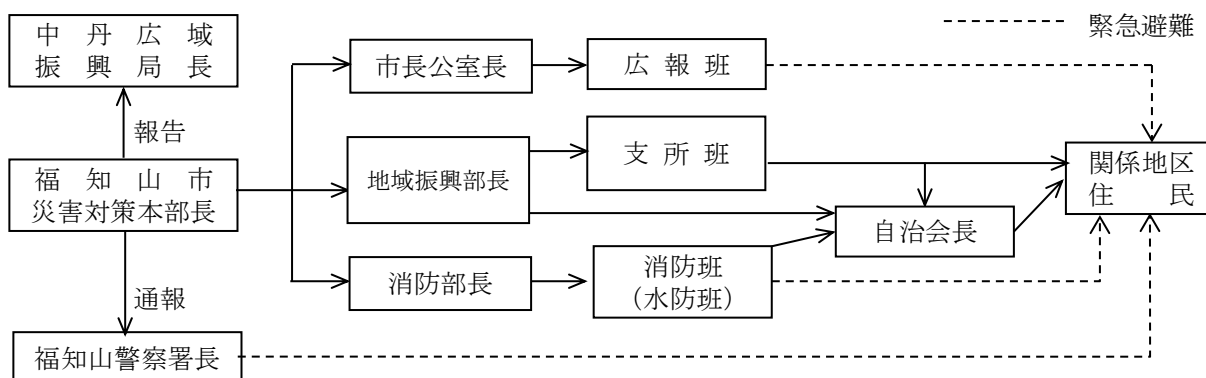 中丹広域
振興局長
緊急避難
市長公室長
広報班
報告
支所班
地域振興部長
福知山市
災害対策本部長
関係地区
住民
自治会長
消防部長
消防班
(水防班)
通報
福知山警察署長